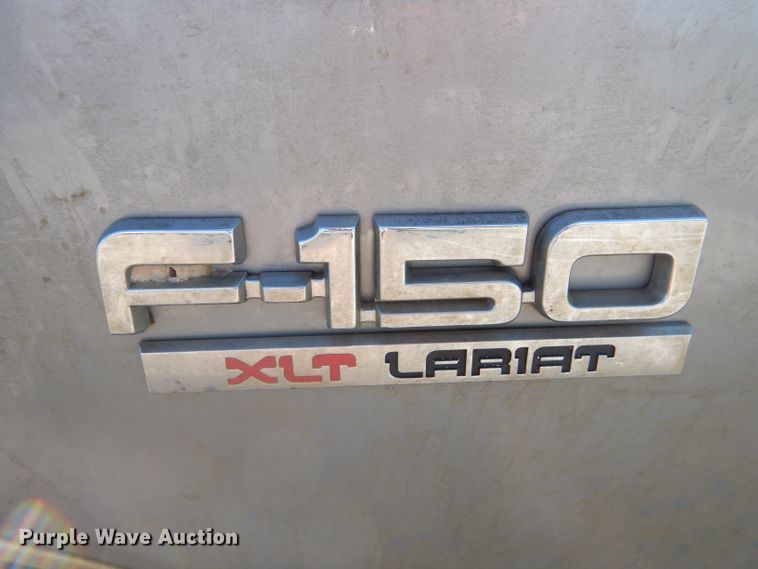 F-150
XLT LARIAT
Purple Wave Auction